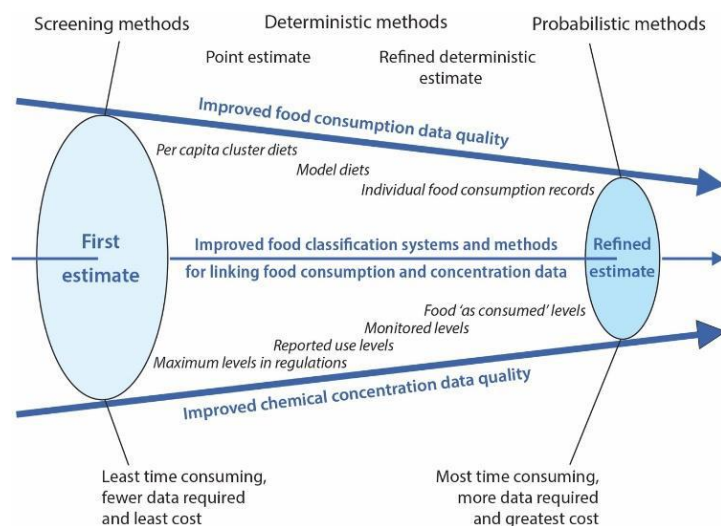 Screening methods
Deterministic methods
Probabilistic methods
Point estimate
Refined deterministic
estimate
Improved food consumption data quality
Per capita cluster diets
Model diets
Individual food consumption records
First
estimate
Improved food classification systems and methods
for linking food consumption and concentration data
Refined
estimate
Food ‘as consumed’ levels
Monitored levels
Reported use levels
Maximum levels in regulations
Improved chemical concentration data quality
Least time consuming,
fewer data required
and least cost
Most time consuming,
more data required
and greatest cost